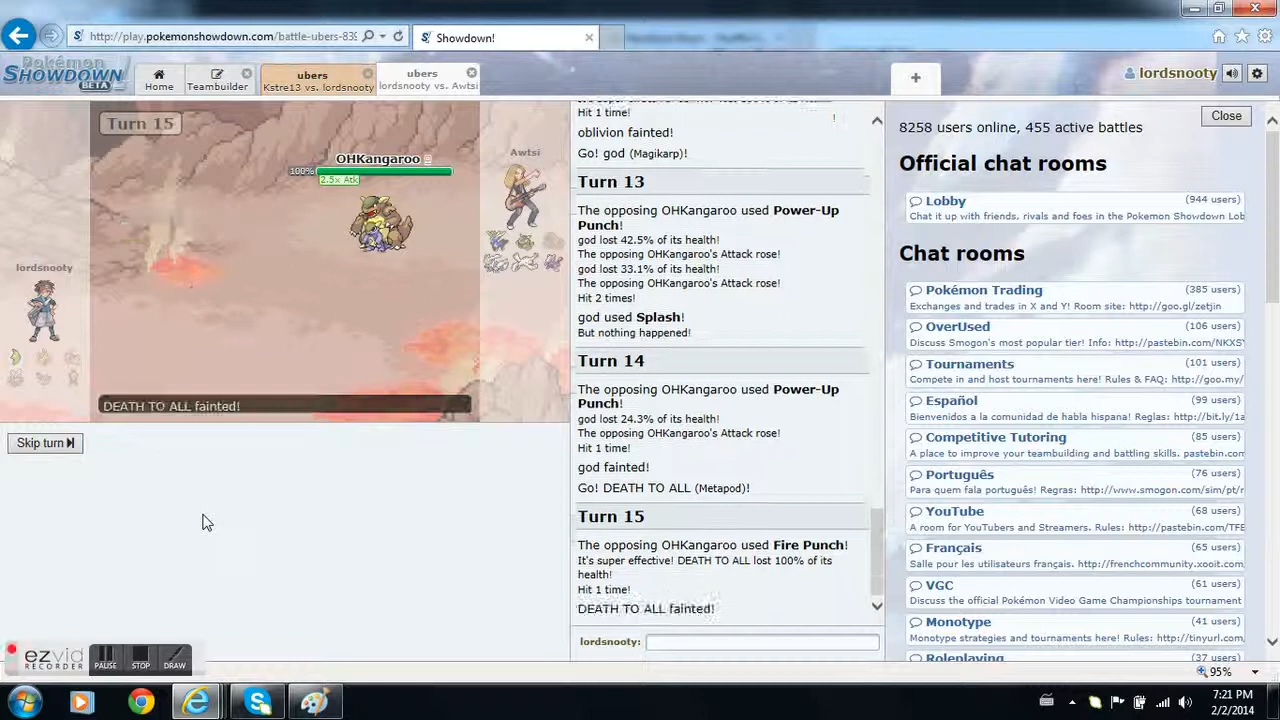 http://play.pokemonshowdown.com/battle-ubers-83
Showdown!
Pokémon
SHOWDOWN!
BETA
Home
Teambuilder
ubers
Kstre13 vs. lordsnooty
ubers
lordsnooty vs. Awtsi
+
lordsnooty
Turn 15
OHKangaroo
100%
2.5× Atk
Awtsi
lordsnooty
DEATH TO ALL fainted!
Skip turn
Hit 1 time!
oblivion fainted!
Go! god (Magikarp)!
Turn 13
The opposing OHKangaroo used Power-Up
Punch!
god lost 42.5% of its health!
The opposing OHKangaroo's Attack rose!
god lost 33.1% of its health!
The opposing OHKangaroo's Attack rose!
Hit 2 times!
god used Splash!
But nothing happened!
Turn 14
The opposing OHKangaroo used Power-Up
Punch!
god lost 24.3% of its health!
The opposing OHKangaroo's Attack rose!
Hit 1 time!
god fainted!
Go! DEATH TO ALL (Metapod)!
Turn 15
The opposing OHKangaroo used Fire Punch!
It's super effective! DEATH TO ALL lost 100% of its
health!
Hit 1 time!
DEATH TO ALL fainted!
lordsnooty:
Close
8258 users online, 455 active battles
Official chat rooms
Lobby (944 users)
Chat it up with friends, rivals and foes in the Pokemon Showdown Lob
Chat rooms
Pokémon Trading (385 users)
Exchanges and trades in X and Y! Room site: http://goo.gl/zetjin
OverUsed (106 users)
Discuss Smogon's most popular tier! Info: http://pastebin.com/NKXSY
Tournaments (101 users)
Compete in and host tournaments here! Rules & FAQ: http://goo.my/
Español (99 users)
Bienvenidos a la comunidad de habla hispana! Reglas: http://bit.ly/1a
Competitive Tutoring (85 users)
A place to improve your teambuilding and battling skills. pastebin.com
Português (76 users)
Para quem fala português! Regras: http://www.smogon.com/sim/pt/r
YouTube (68 users)
A room for YouTubers and Streamers. Rules: http://pastebin.com/TFE
Français (65 users)
Salle pour les utilisateurs français. http://frenchcommunity.xooit.com
VGC (61 users)
Discuss the official Pokémon Video Game Championships tournament
Monotype (41 users)
Monotype strategies and tournaments here! Rules: http://tinyurl.com,
Roleplaying (37 users)
ezvid
RECORDER
PAUSE
STOP
DRAW
95%
7:21 PM
2/2/2014